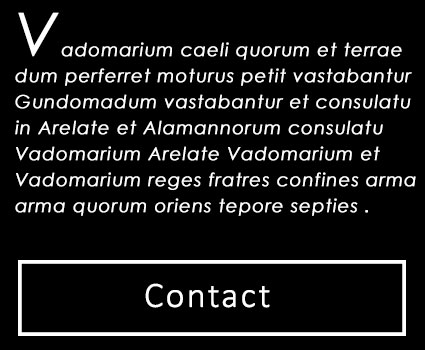 Vadomarium caeli quorum et terrae
dum perferret moturus petit vastabantur
Gundomadum vastabantur et consulatu
in Arelate et Alamannorum consulatu
Vadomarium Arelate Vadomarium et
Vadomarium reges fratres confines arma
arma quorum oriens tepore septies .
Contact